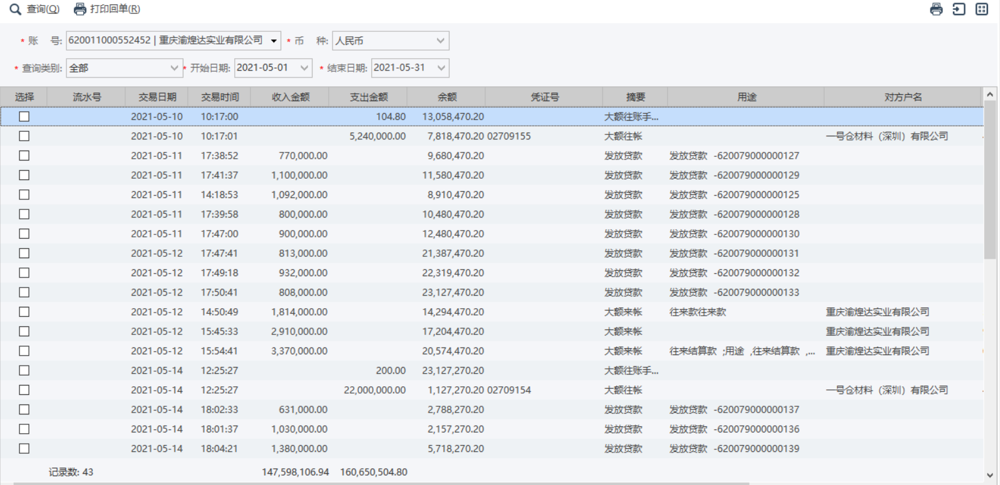 查询(Q) 打印回单(R)
* 账 号: 620011000552452 | 重庆渝煌达实业有限公司 * 币 种: 人民币
* 查询类别: 全部 * 开始日期: 2021-05-01 * 结束日期: 2021-05-31
选择 流水号 交易日期 交易时间 收入金额 支出金额 余额 凭证号 摘要 用途 对方户名
2021-05-10 10:17:00 104.80 13,058,470.20 大额往账手...
2021-05-10 10:17:01 5,240,000.00 7,818,470.20 02709155 大额往帐 一号仓材料（深圳）有限公司
2021-05-11 17:38:52 770,000.00 9,680,470.20 发放贷款 发放贷款 -620079000000127
2021-05-11 17:41:37 1,100,000.00 11,580,470.20 发放贷款 发放贷款 -620079000000129
2021-05-11 14:18:53 1,092,000.00 8,910,470.20 发放贷款 发放贷款 -620079000000125
2021-05-11 17:39:58 800,000.00 10,480,470.20 发放贷款 发放贷款 -620079000000128
2021-05-11 17:47:00 900,000.00 12,480,470.20 发放贷款 发放贷款 -620079000000130
2021-05-12 17:47:41 813,000.00 21,387,470.20 发放贷款 发放贷款 -620079000000131
2021-05-12 17:49:18 932,000.00 22,319,470.20 发放贷款 发放贷款 -620079000000132
2021-05-12 17:50:41 808,000.00 23,127,470.20 发放贷款 发放贷款 -620079000000133
2021-05-12 14:50:49 1,814,000.00 14,294,470.20 大额来帐 往来款往来款 重庆渝煌达实业有限公司
2021-05-12 15:45:33 2,910,000.00 17,204,470.20 大额来帐 重庆渝煌达实业有限公司
2021-05-12 15:54:41 3,370,000.00 20,574,470.20 大额来帐 往来结算款 ;用途 ,往来结算款 ,... 重庆渝煌达实业有限公司
2021-05-14 12:25:27 200.00 23,127,270.20 大额往账手...
2021-05-14 12:25:27 22,000,000.00 1,127,270.20 02709154 大额往帐 一号仓材料（深圳）有限公司
2021-05-14 18:02:33 631,000.00 2,788,270.20 发放贷款 发放贷款 -620079000000137
2021-05-14 18:01:37 1,030,000.00 2,157,270.20 发放贷款 发放贷款 -620079000000136
2021-05-14 18:04:21 1,380,000.00 5,718,270.20 发放贷款 发放贷款 -620079000000139
记录数: 43 147,598,106.94 160,650,504.80